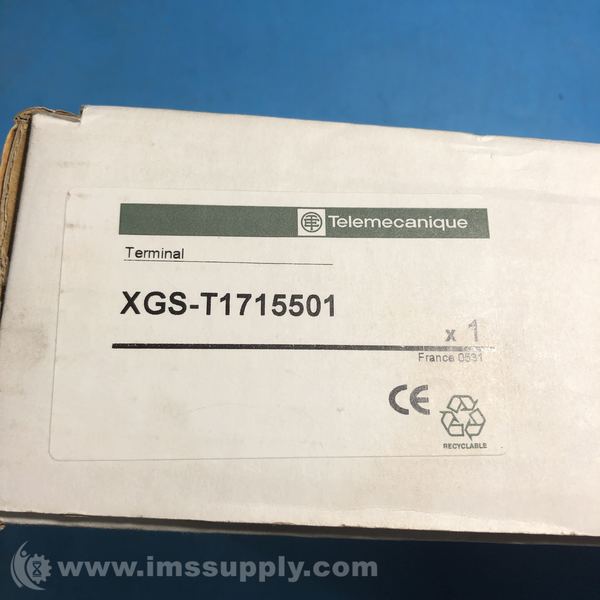 Telemecanique
Terminal
XGS-T1715501
x 1
France 0531
CE
RECYCLABLE
www.imssupply.com